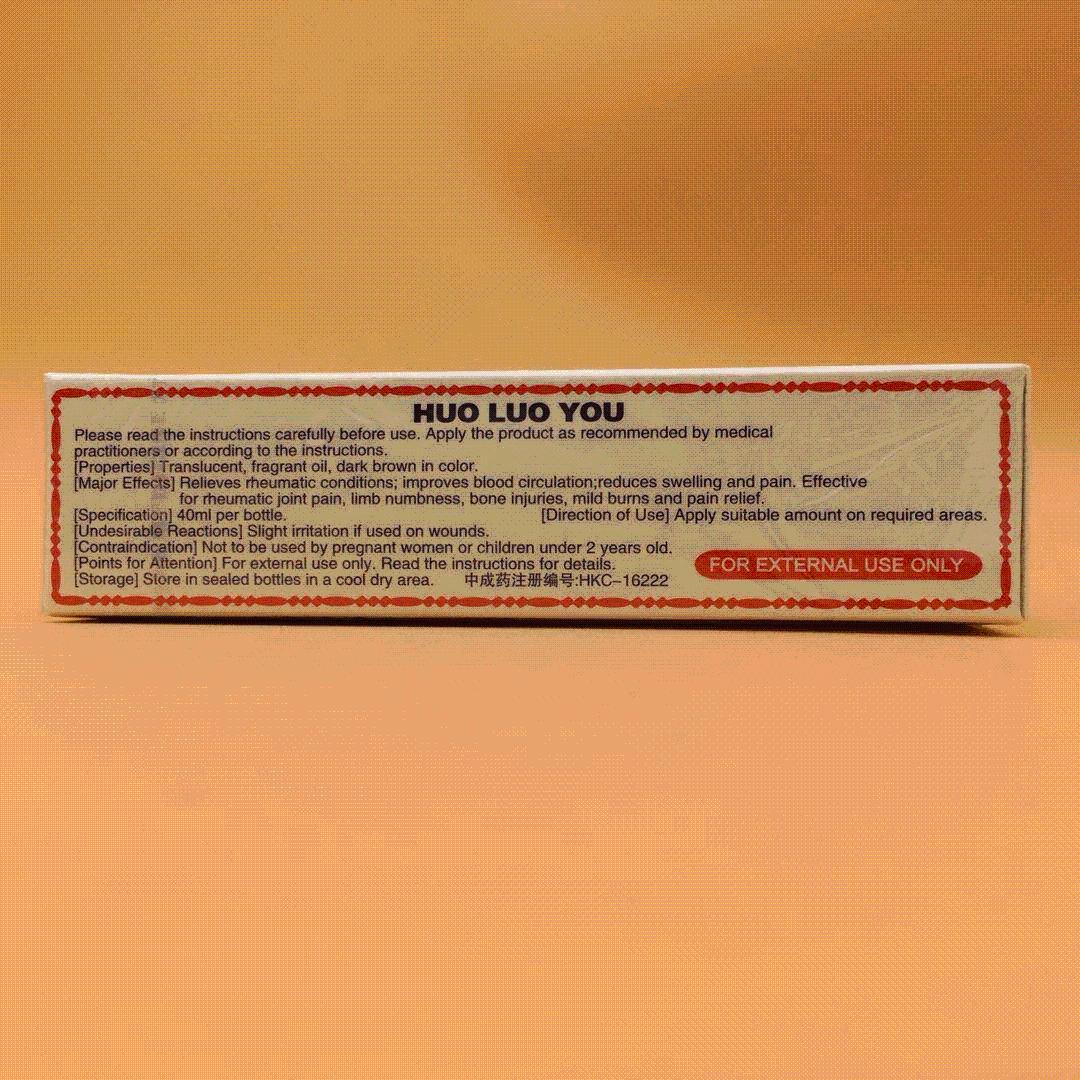 HUO LUO YOU
Please read the instructions carefully before use. Apply the product as recommended by medical
practitioners or according to the instructions.
[Properties] Translucent, fragrant oil, dark brown in color.
[Major Effects] Relieves rheumatic conditions; improves blood circulation;reduces swelling and pain. Effective
for rheumatic joint pain, limb numbness, bone injuries, mild burns and pain relief.
[Specification] 40ml per bottle. [Direction of Use] Apply suitable amount on required areas.
[Undesirable Reactions] Slight irritation if used on wounds.
[Contraindication] Not to be used by pregnant women or children under 2 years old.
[Points for Attention] For external use only. Read the instructions for details.
FOR EXTERNAL USE ONLY
[Storage] Store in sealed bottles in a cool dry area. 中成药注册编号:HKC-16222